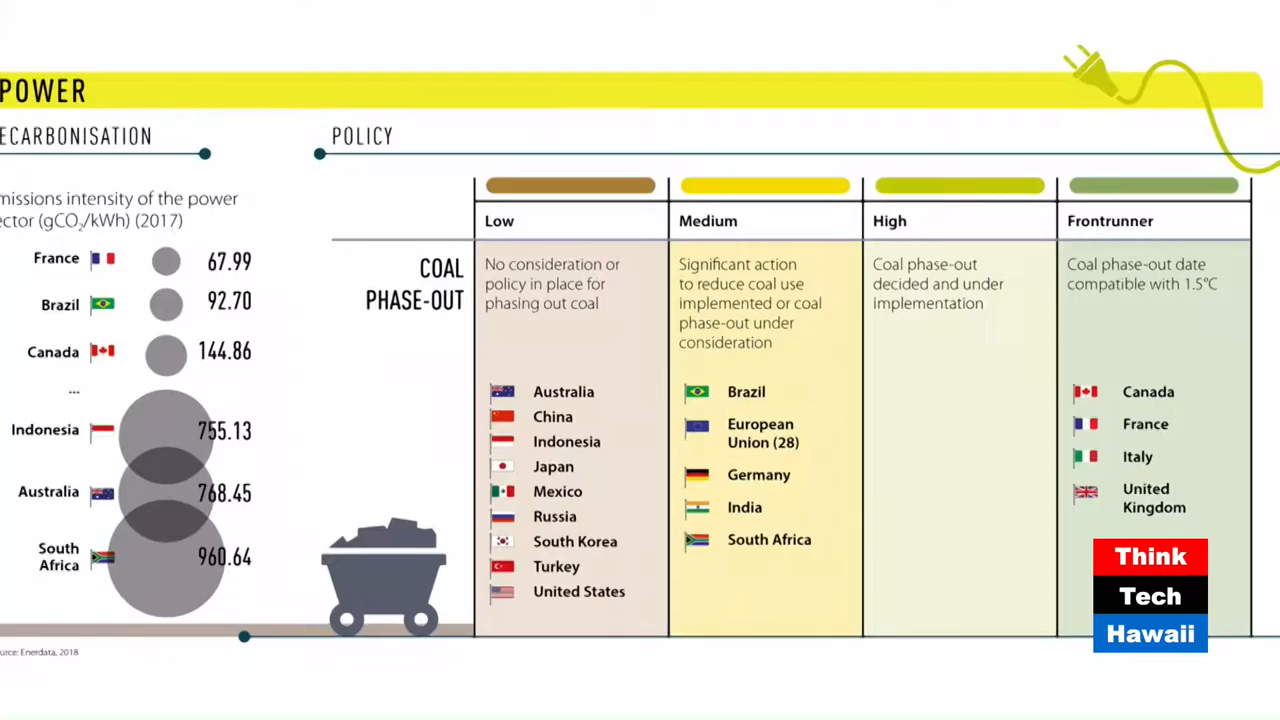 POWER
ECARBONISATION
POLICY
missions intensity of the power
ector (gCO₂/kWh) (2017)
France 67.99
Brazil 92.70
Canada 144.86
...
Indonesia 755.13
Australia 768.45
South
Africa 960.64
urce: Enerdata, 2018
COAL
PHASE-OUT
Low
No consideration or
policy in place for
phasing out coal
Australia
China
Indonesia
Japan
Mexico
Russia
South Korea
Turkey
United States
Medium
Significant action
to reduce coal use
implemented or coal
phase-out under
consideration
Brazil
European
Union (28)
Germany
India
South Africa
High
Coal phase-out
decided and under
implementation
Frontrunner
Coal phase-out date
compatible with 1.5°C
Canada
France
Italy
United
Kingdom
Think
Tech
Hawaii